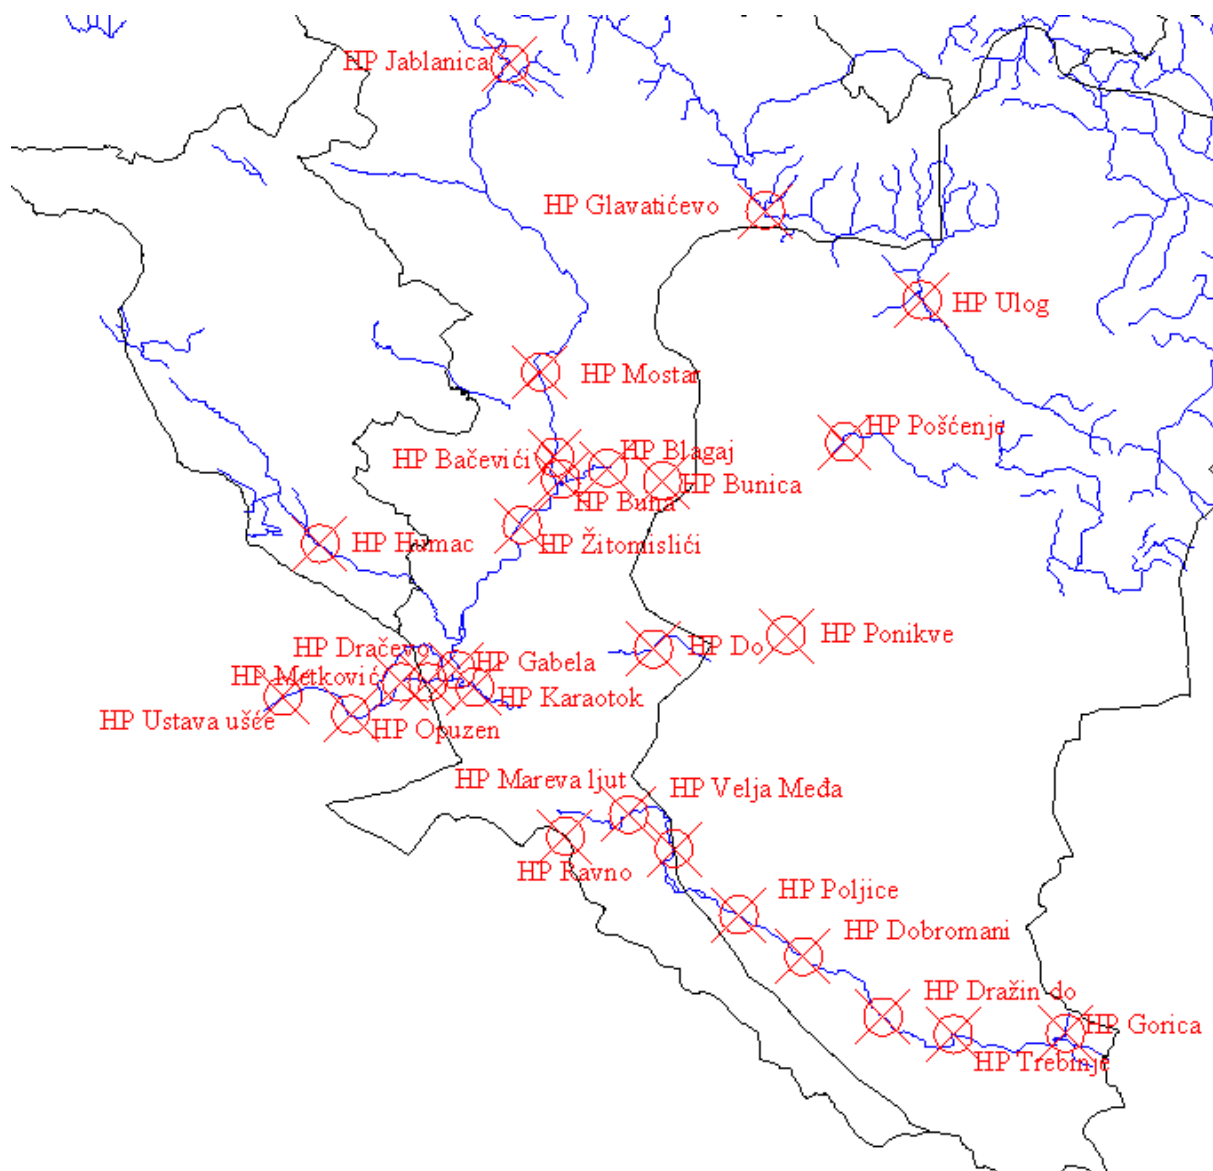 HP Jablanica
HP Glavatićevo
HP Ulog
HP Mostar
HP Pošćenje
HP Blagaj
HP Bačevići
HP Bunica
HP Buna
HP Humac
HP Žitomislići
HP Ponikve
HP Dračevo
HP Do
HP Gabela
HP Metković
HP Karaotok
HP Ustava ušće
HP Opuzen
HP Mareva ljut
HP Velja Međa
HP Ravno
HP Poljice
HP Dobromani
HP Dražin do
HP Gorica
HP Trebinje